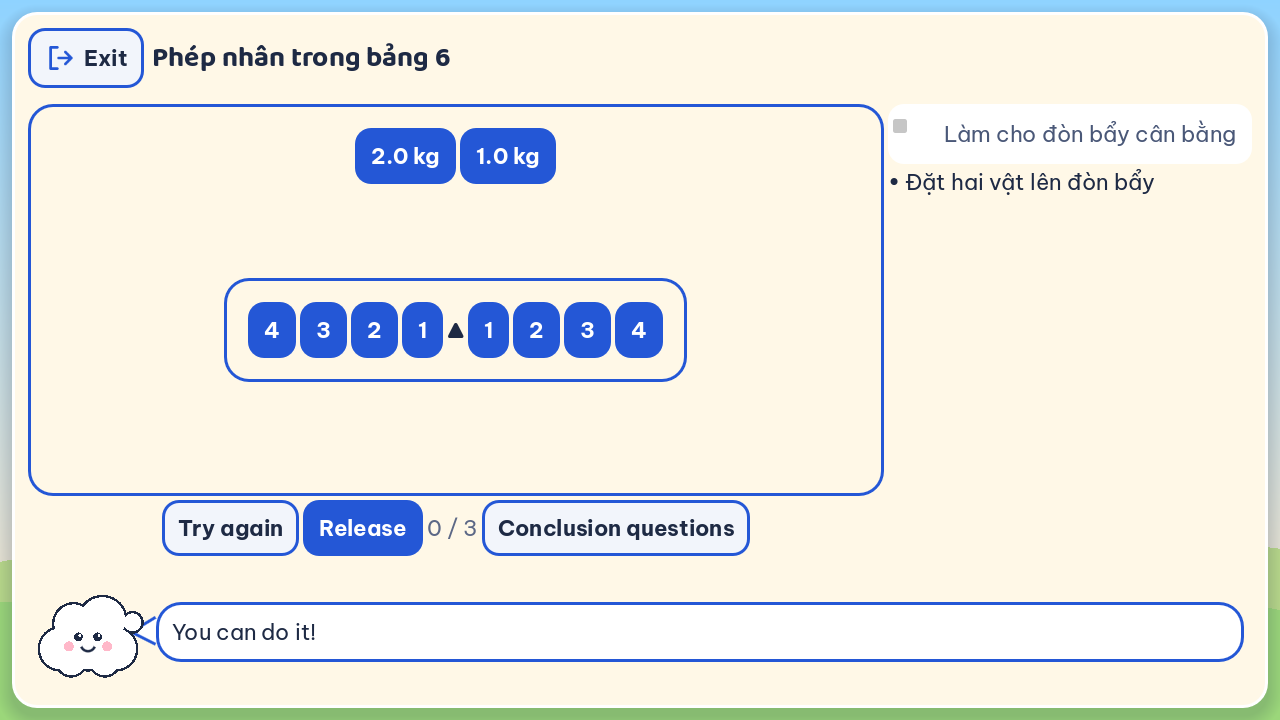 Exit
Phép nhân trong bảng 6
2.0 kg 1.0 kg
4 3 2 1 1 2 3 4
Làm cho đòn bẩy cân bằng
• Đặt hai vật lên đòn bẩy
Try again Release 0 / 3 Conclusion questions
You can do it!